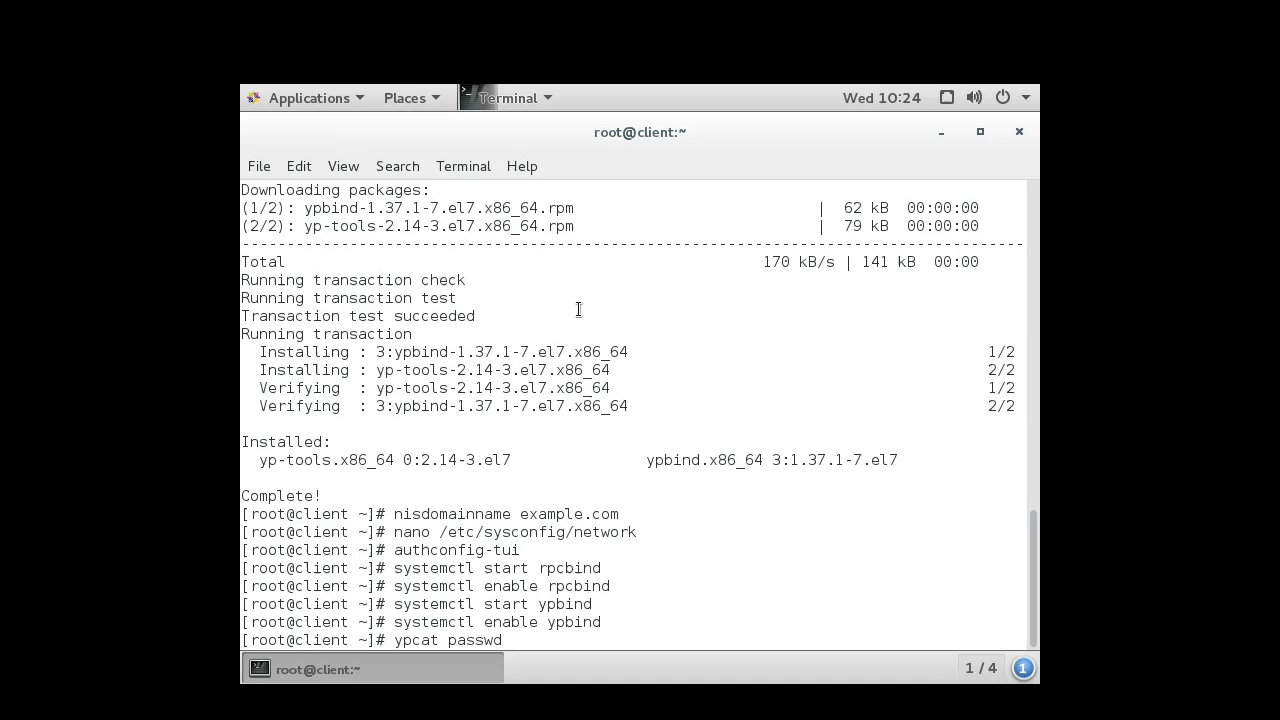 Applications Places Terminal Wed 10:24
root@client:~
File Edit View Search Terminal Help
Downloading packages:
(1/2): ypbind-1.37.1-7.el7.x86_64.rpm | 62 kB 00:00:00
(2/2): yp-tools-2.14-3.el7.x86_64.rpm | 79 kB 00:00:00
--------------------------------------------------------------------------------------
Total 170 kB/s | 141 kB 00:00
Running transaction check
Running transaction test
Transaction test succeeded
Running transaction
Installing : 3:ypbind-1.37.1-7.el7.x86_64 1/2
Installing : yp-tools-2.14-3.el7.x86_64 2/2
Verifying : yp-tools-2.14-3.el7.x86_64 1/2
Verifying : 3:ypbind-1.37.1-7.el7.x86_64 2/2
Installed:
yp-tools.x86_64 0:2.14-3.el7 ypbind.x86_64 3:1.37.1-7.el7
Complete!
[root@client ~]# nisdomainname example.com
[root@client ~]# nano /etc/sysconfig/network
[root@client ~]# authconfig-tui
[root@client ~]# systemctl start rpcbind
[root@client ~]# systemctl enable rpcbind
[root@client ~]# systemctl start ypbind
[root@client ~]# systemctl enable ypbind
[root@client ~]# ypcat passwd
root@client:~ 1 / 4 1